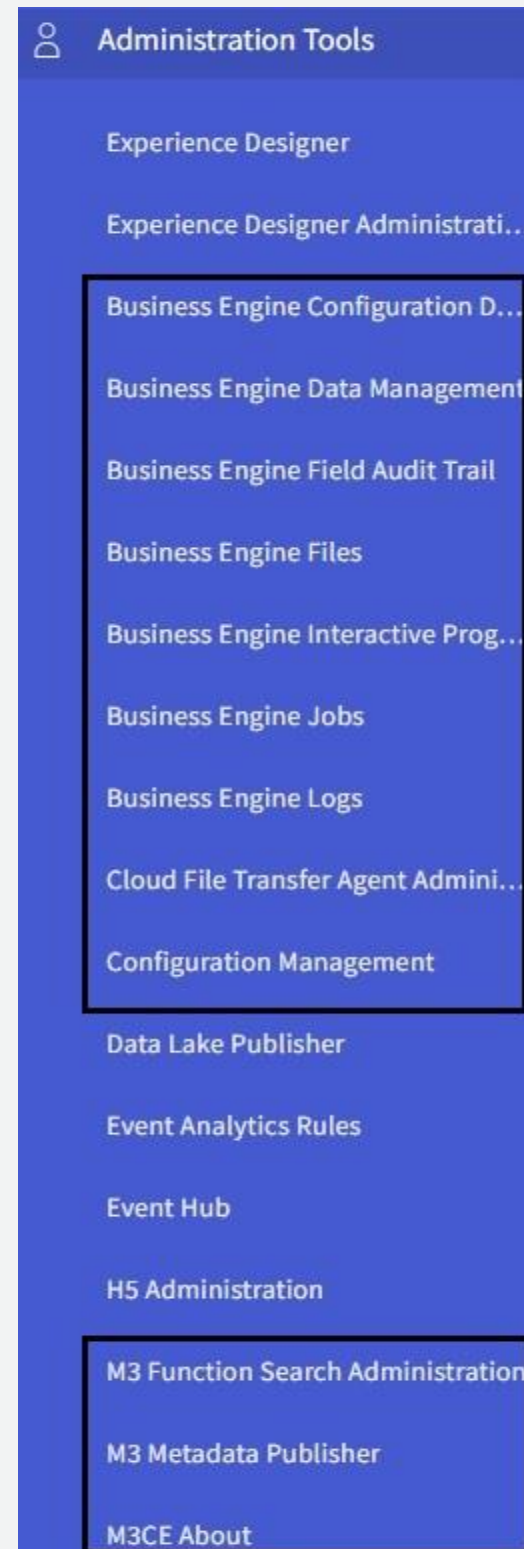 Administration Tools
Experience Designer
Experience Designer Administrati..
Business Engine Configuration D...
Business Engine Data Management
Business Engine Field Audit Trail
Business Engine Files
Business Engine Interactive Prog...
Business Engine Jobs
Business Engine Logs
Cloud File Transfer Agent Admini...
Configuration Management
Data Lake Publisher
Event Analytics Rules
Event Hub
H5 Administration
M3 Function Search Administration
M3 Metadata Publisher
M3CE About